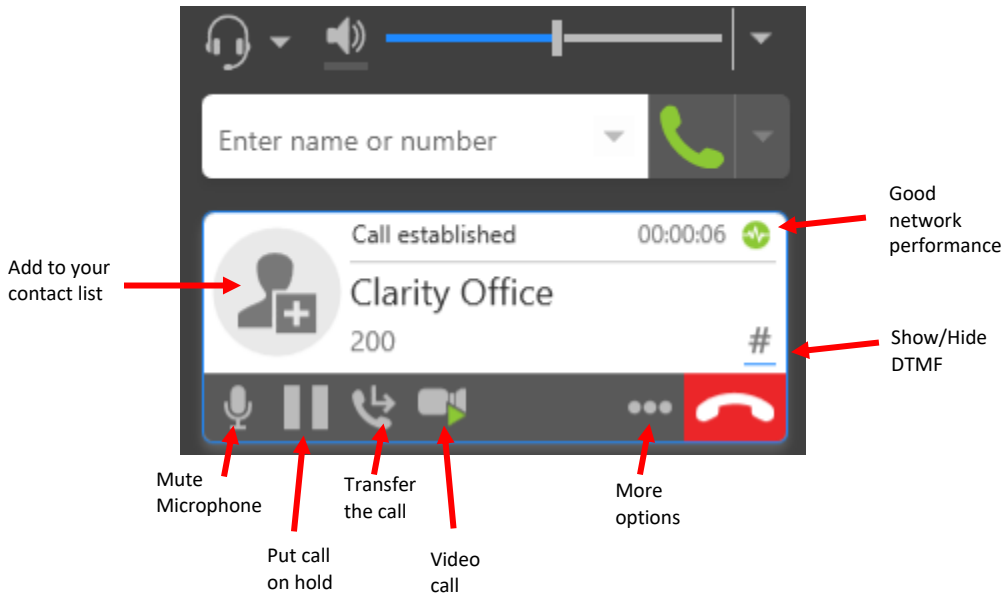 Enter name or number
Good
network
performance
Call established 00:00:06
Add to your
contact list
Clarity Office
200 #
Show/Hide
DTMF
Mute
Microphone
Transfer
the call
More
options
Put call
on hold
Video
call